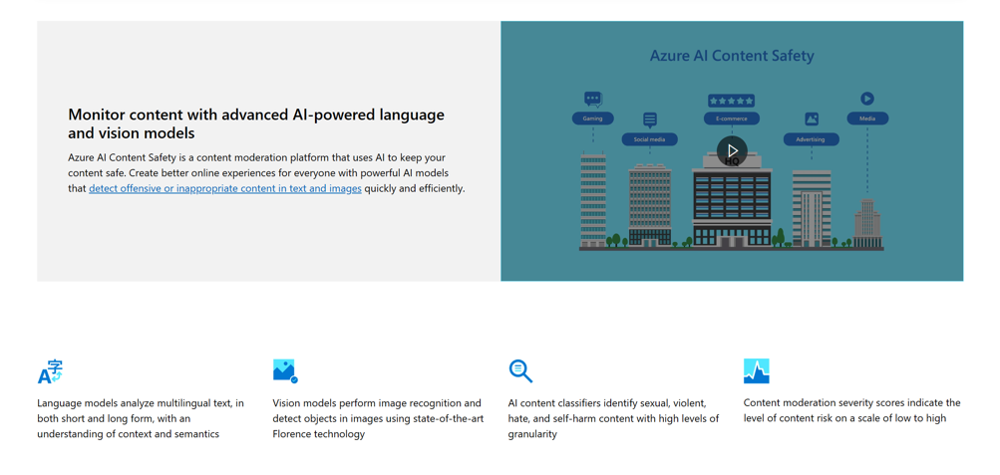 Monitor content with advanced AI-powered language
and vision models
Azure AI Content Safety is a content moderation platform that uses AI to keep your
content safe. Create better online experiences for everyone with powerful AI models
that detect offensive or inappropriate content in text and images quickly and efficiently.
Azure AI Content Safety
Gaming
Social media
E-commerce
Advertising
Media
HQ
A字
Language models analyze multilingual text, in
both short and long form, with an
understanding of context and semantics
Vision models perform image recognition and
detect objects in images using state-of-the-art
Florence technology
AI content classifiers identify sexual, violent,
hate, and self-harm content with high levels of
granularity
Content moderation severity scores indicate the
level of content risk on a scale of low to high